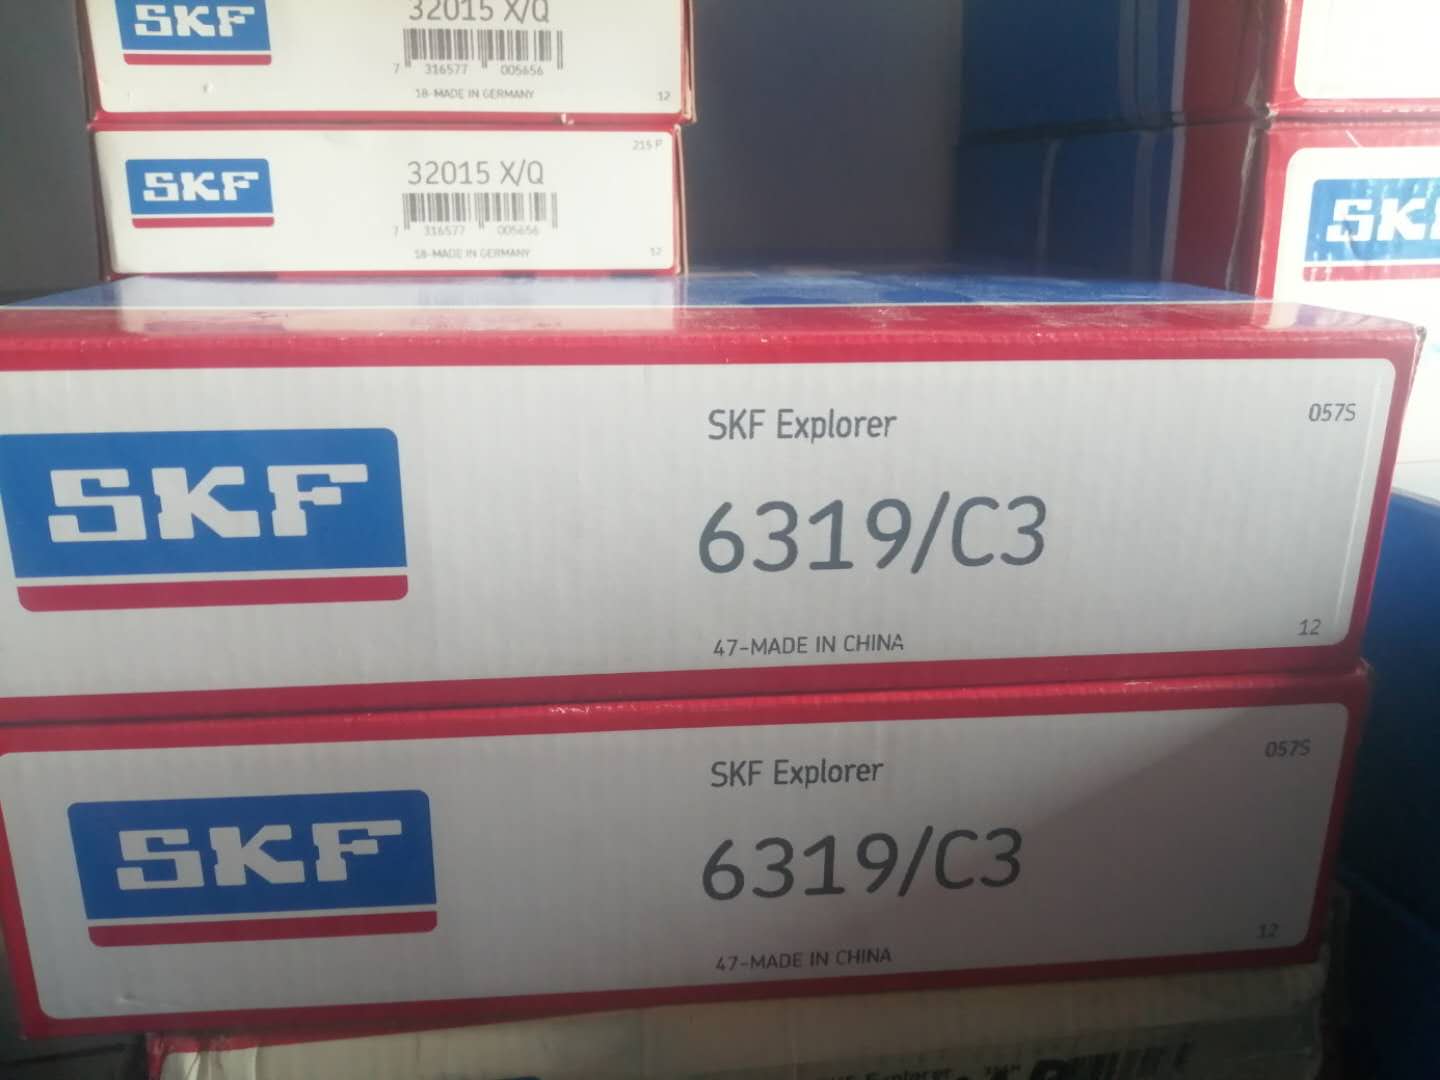 SKF
32015 X/Q
7 316577 005656
18-MADE IN GERMANY
12
215 P
SKF
32015 X/Q
7 316577 005656
18-MADE IN GERMANY
12
SKF
SKF Explorer
057S
SKF
6319/C3
47-MADE IN CHINA
12
SKF Explorer
057S
SKF
6319/C3
47-MADE IN CHINA
12
SKF Explorer